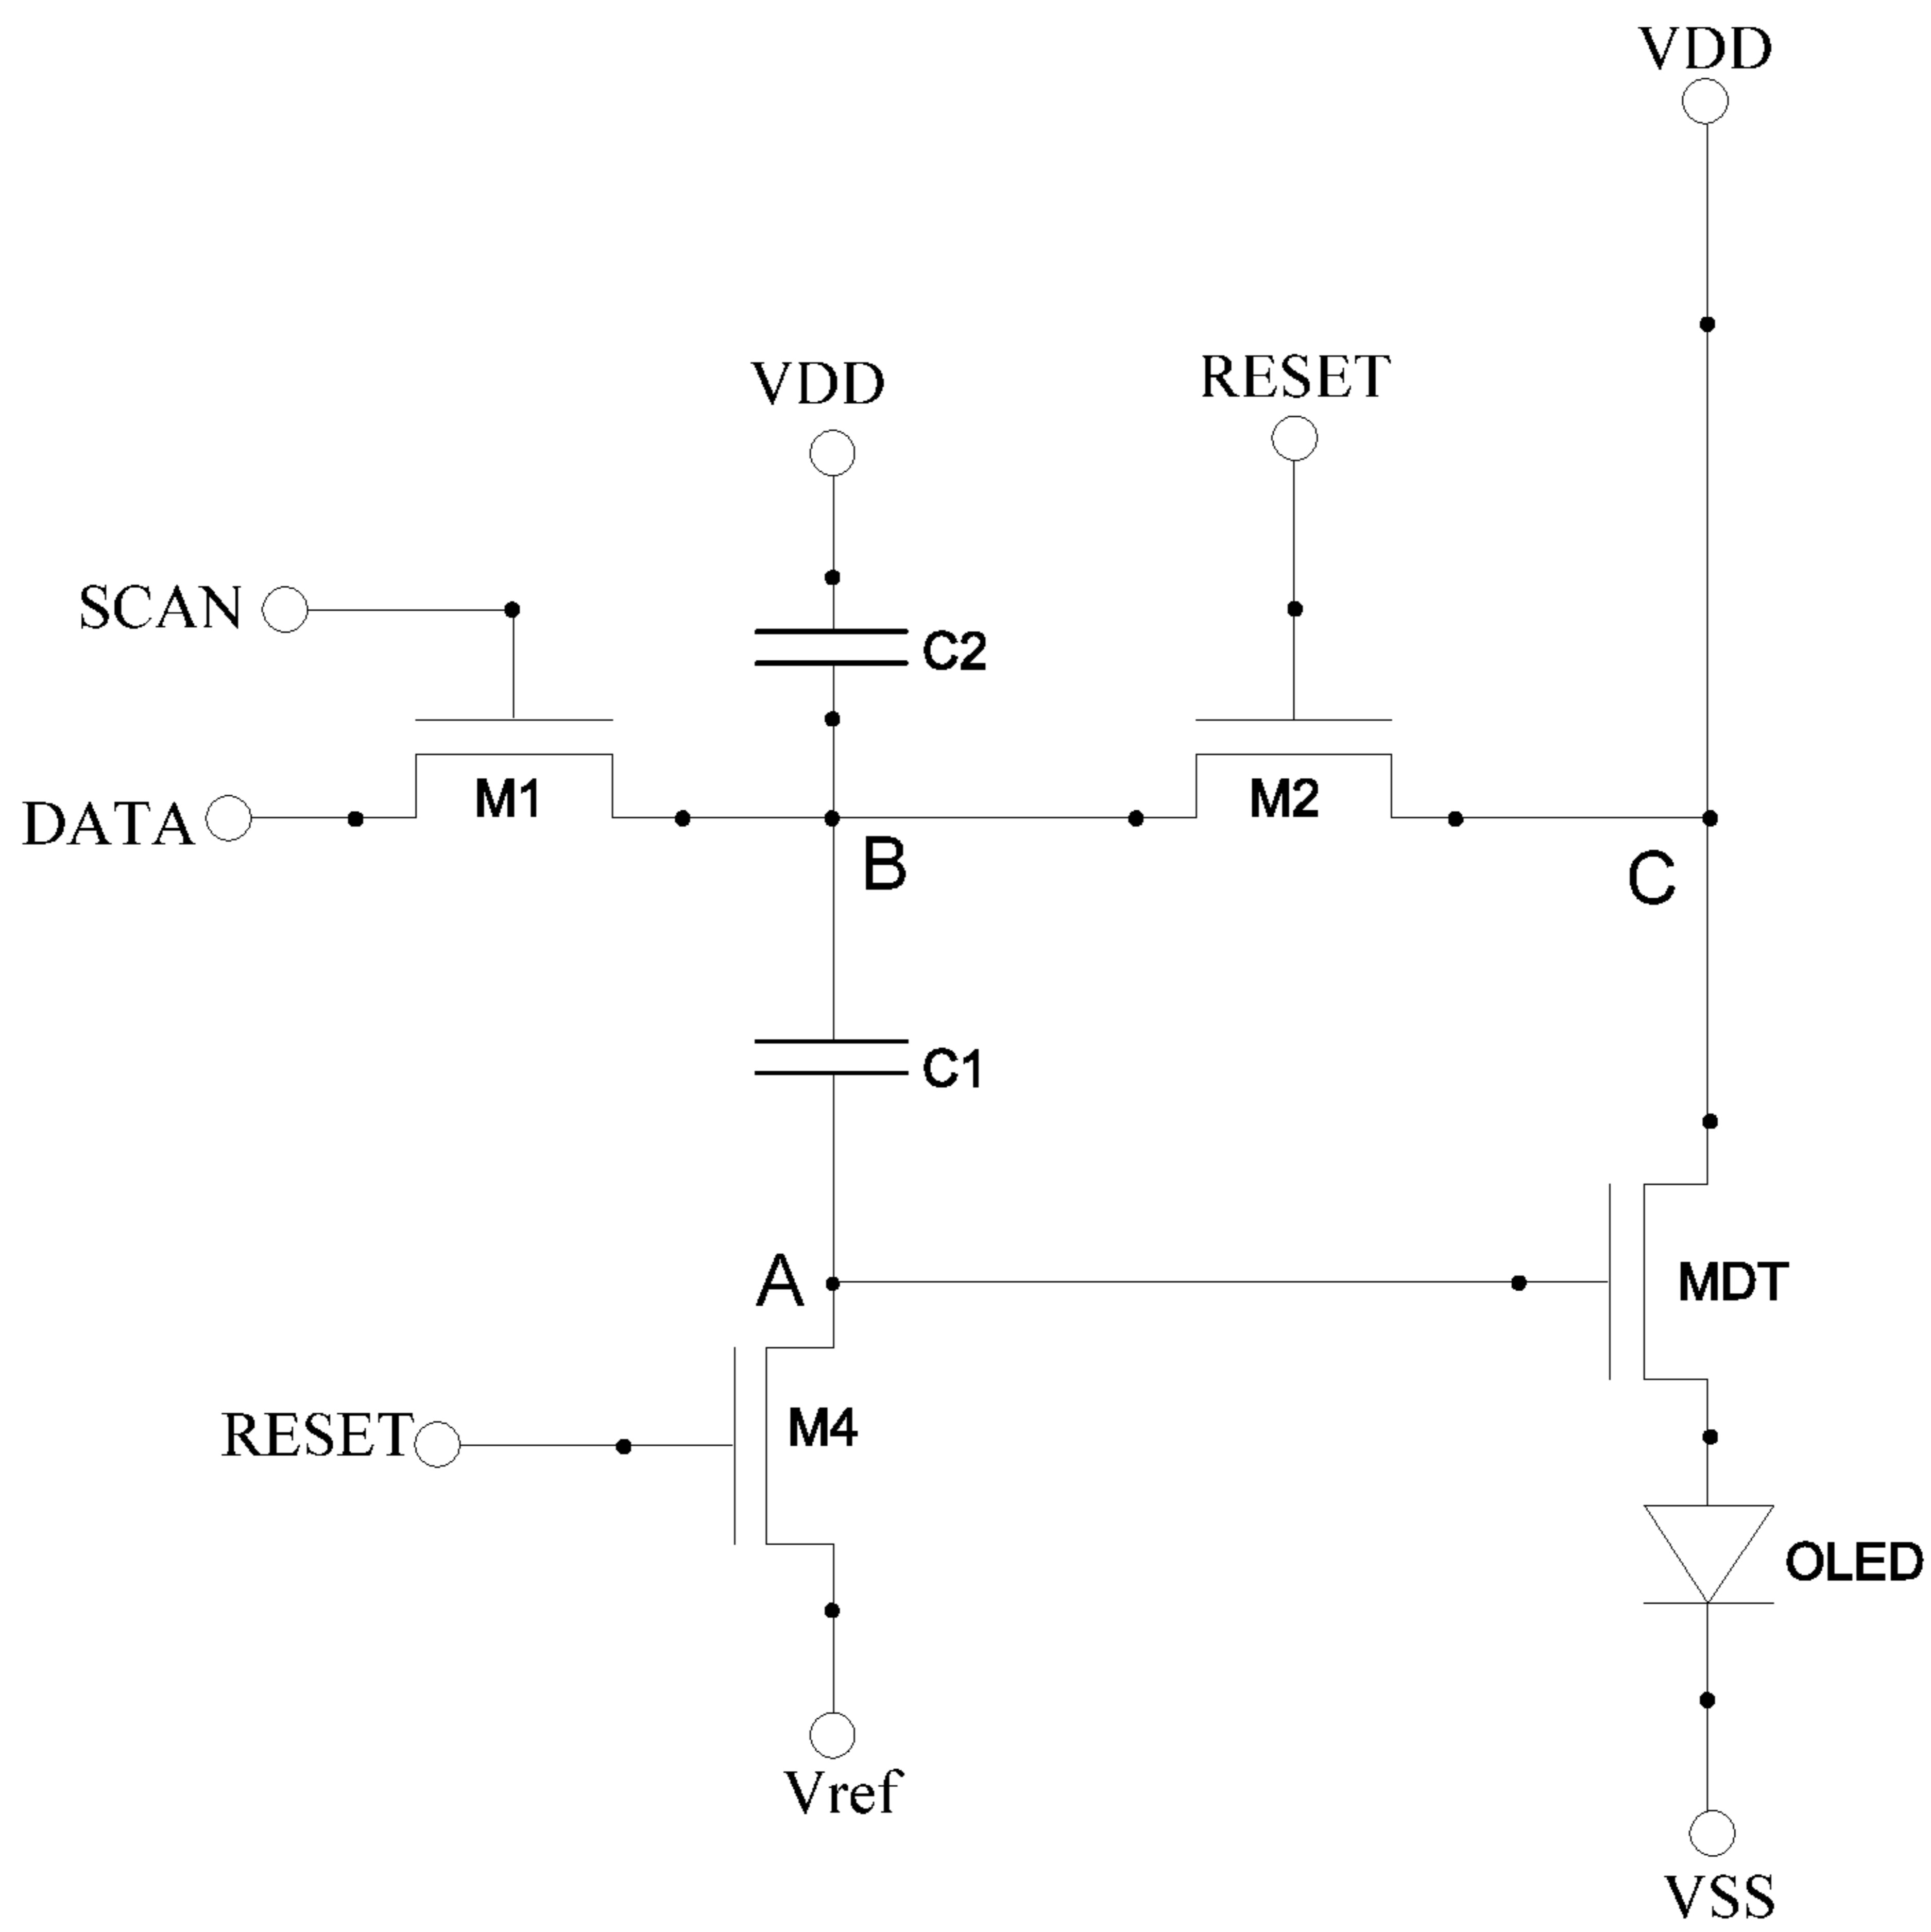 VDD
VDD
RESET
SCAN
C2
M1
M2
DATA
B
C
C1
A
MDT
M4
RESET
OLED
Vref
VSS